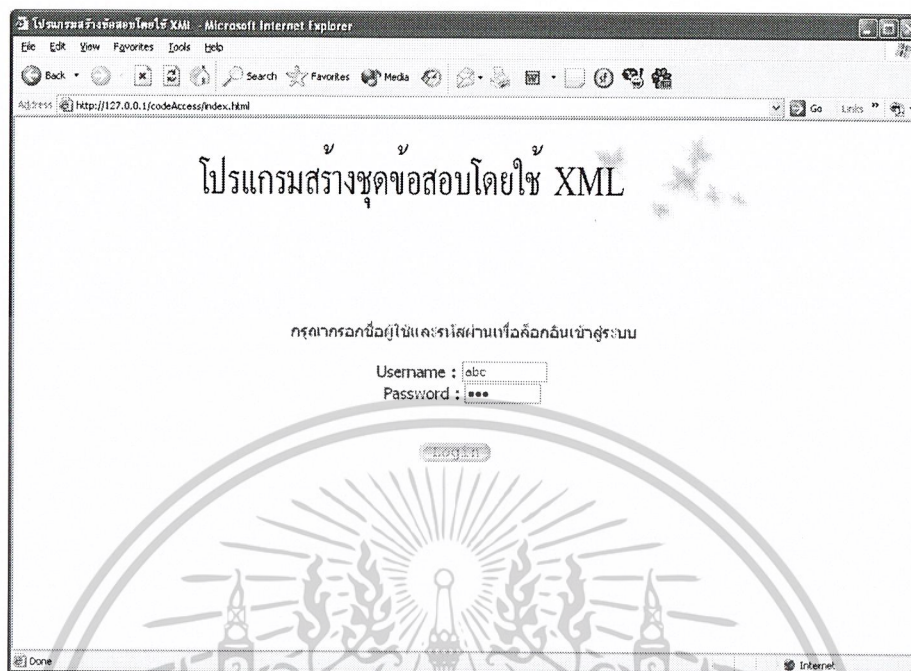 โปรแกรมสร้างข้อสอบโดยใช้ XML - Microsoft Internet Explorer
File Edit View Favorites Tools Help
Back Search Favorites Media
Address http://127.0.0.1/codeAccess/index.html Go Links »
โปรแกรมสร้างชุดข้อสอบโดยใช้ XML
กรุณากรอกชื่อผู้ใช้และรหัสผ่านเพื่อล็อกอินเข้าสู่ระบบ
Username : abc
Password : •••
Login
Done Internet